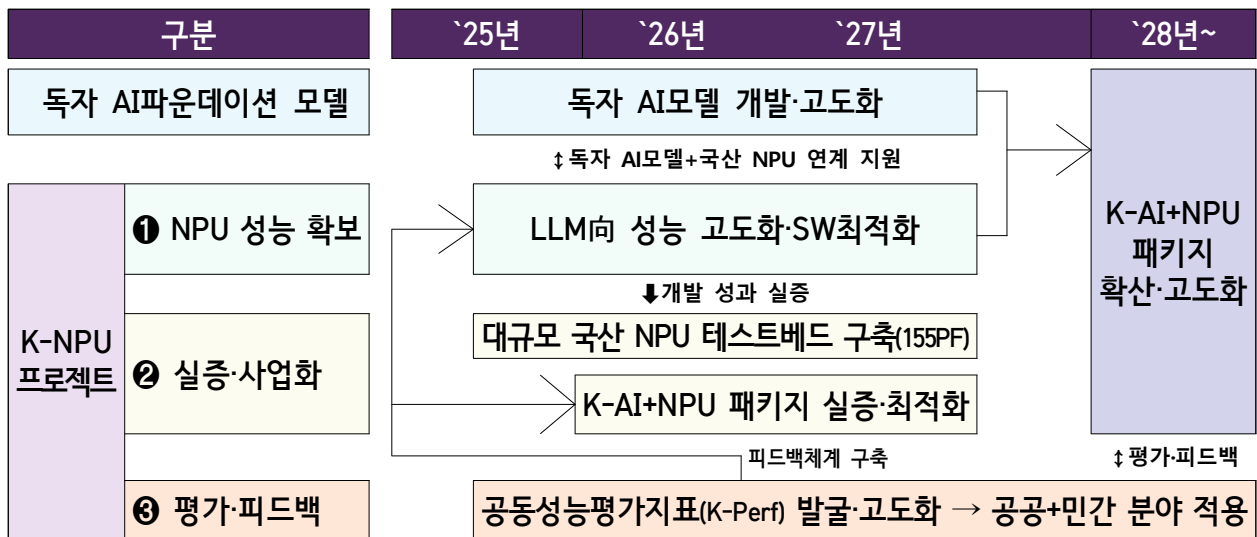 구분
`25년
`26년
`27년
`28년~
독자 AI파운데이션 모델
독자 AI모델 개발·고도화
↕독자 AI모델+국산 NPU 연계 지원
K-NPU
프로젝트
❶ NPU 성능 확보
LLM向 성능 고도화·SW최적화
⬇개발 성과 실증
❷ 실증·사업화
대규모 국산 NPU 테스트베드 구축(155PF)
K-AI+NPU 패키지 실증·최적화
K-AI+NPU
패키지
확산·고도화
피드백체계 구축
↕평가·피드백
❸ 평가·피드백
공동성능평가지표(K-Perf) 발굴·고도화 → 공공+민간 분야 적용